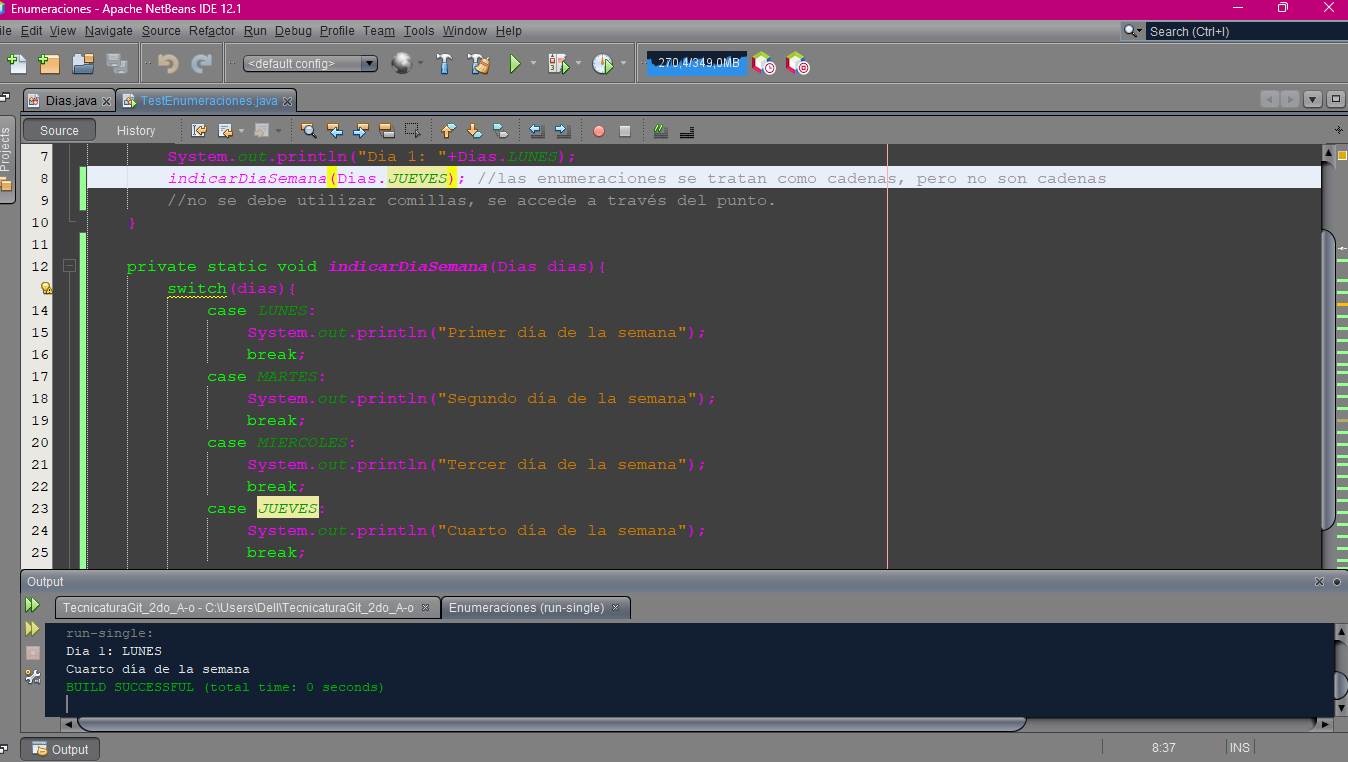 Enumeraciones - Apache NetBeans IDE 12.1
ile Edit View Navigate Source Refactor Run Debug Profile Team Tools Window Help
Search (Ctrl+I)
<default config>
270,4/349,0MB
Projects
Dias.java
TestEnumeraciones.java
Source History
7 System.out.println("Dia 1: "+Dias.LUNES);
8 indicarDiaSemana(Dias.JUEVES); //las enumeraciones se tratan como cadenas, pero no son cadenas
9 //no se debe utilizar comillas, se accede a través del punto.
10 }
11
12 private static void indicarDiaSemana(Dias dias){
switch(dias){
14 case LUNES:
15 System.out.println("Primer día de la semana");
16 break;
17 case MARTES:
18 System.out.println("Segundo día de la semana");
19 break;
20 case MIERCOLES:
21 System.out.println("Tercer día de la semana");
22 break;
23 case JUEVES:
24 System.out.println("Cuarto día de la semana");
25 break;
Output
TecnicaturaGit_2do_A-o - C:\Users\Dell\TecnicaturaGit_2do_A-o
Enumeraciones (run-single)
run-single:
Dia 1: LUNES
Cuarto día de la semana
BUILD SUCCESSFUL (total time: 0 seconds)
Output
8:37
INS